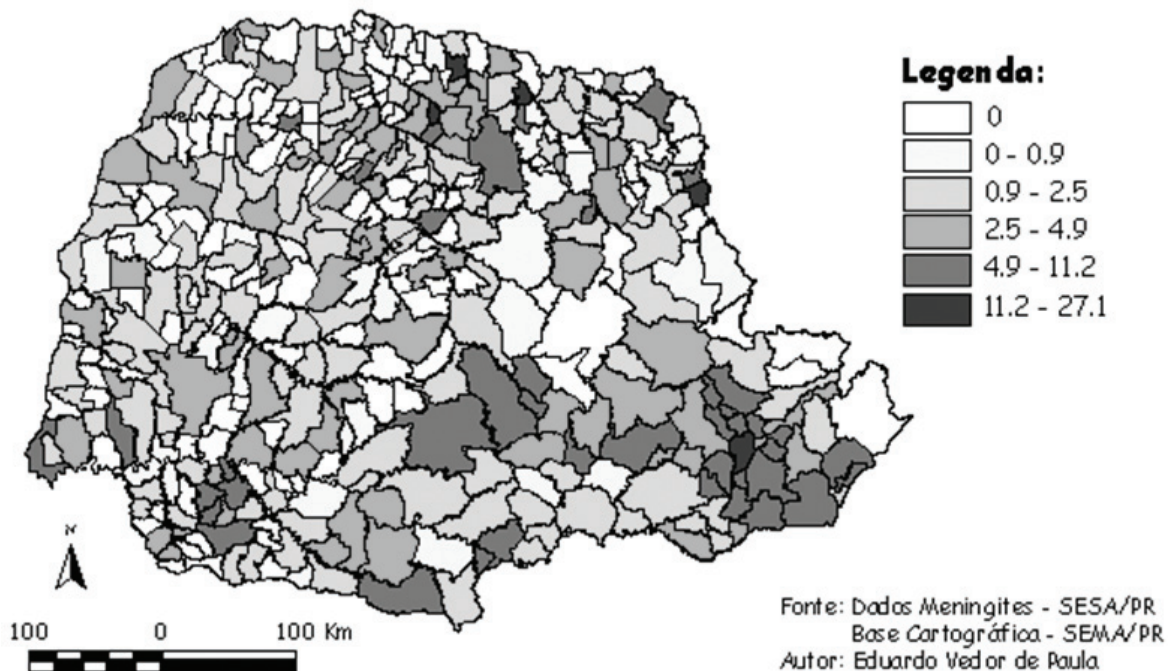 Legenda:
0
0 - 0.9
0.9 - 2.5
2.5 - 4.9
4.9 - 11.2
11.2 - 27.1
N
100 0 100 Km
Fonte: Dados Meningites - SESA/PR
Base Cartográfica - SEMA/PR
Autor: Eduardo Vedor de Paula